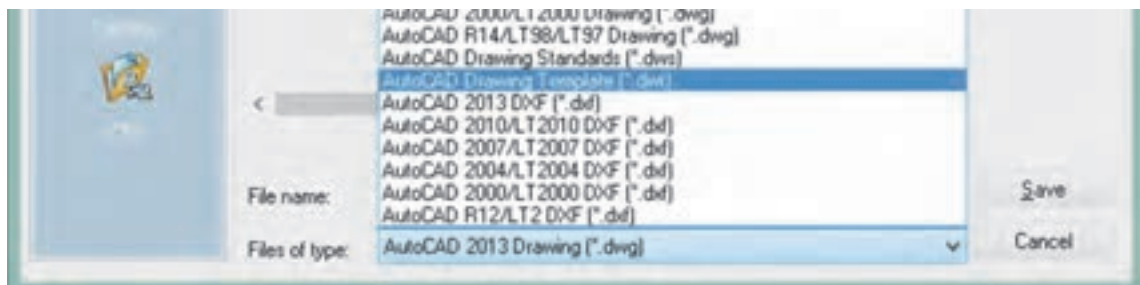 AutoCAD 2000/LT2000 Drawing (*.dwg)
AutoCAD R14/LT98/LT97 Drawing (*.dwg)
AutoCAD Drawing Standards (*.dws)
AutoCAD Drawing Template (*.dwt)
AutoCAD 2013 DXF (*.dxf)
AutoCAD 2010/LT2010 DXF (*.dxf)
AutoCAD 2007/LT2007 DXF (*.dxf)
AutoCAD 2004/LT2004 DXF (*.dxf)
AutoCAD 2000/LT2000 DXF (*.dxf)
AutoCAD R12/LT2 DXF (*.dxf)
File name:
Save
Files of type: AutoCAD 2013 Drawing (*.dwg)
Cancel